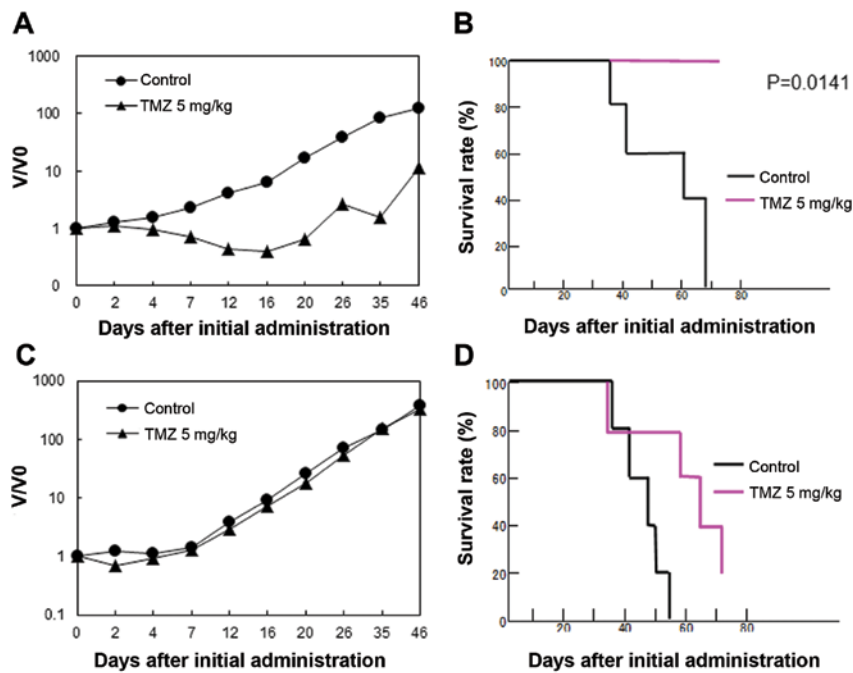 A
1000
100
10
1
0
V/V0
Control
TMZ 5 mg/kg
0 2 4 7 12 16 20 26 35 46
Days after initial administration
B
100
80
60
40
20
0
Survival rate (%)
P=0.0141
Control
TMZ 5 mg/kg
20 40 60 80
Days after initial administration
C
1000
100
10
1
0.1
V/V0
Control
TMZ 5 mg/kg
0 2 4 7 12 16 20 26 35 46
Days after initial administration
D
100
80
60
40
20
0
Survival rate (%)
Control
TMZ 5 mg/kg
20 40 60 80
Days after initial administration